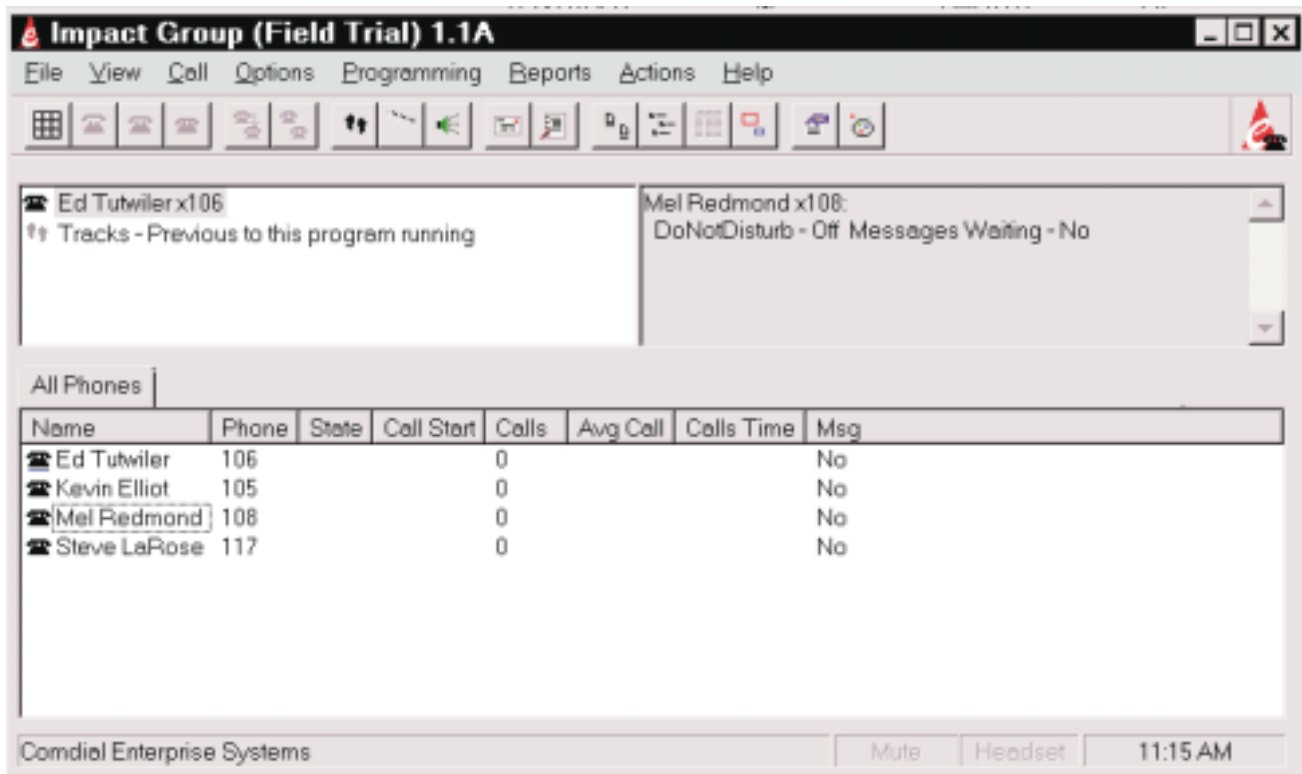 Impact Group (Field Trial) 1.1A
File View Call Options Programming Reports Actions Help
Ed Tutwiler x106
Tracks - Previous to this program running
Mel Redmond x108:
DoNotDisturb - Off Messages Waiting - No
All Phones
Name Phone State Call Start Calls Avg Call Calls Time Msg
Ed Tutwiler 106 0 No
Kevin Elliot 105 0 No
Mel Redmond 108 0 No
Steve LaRose 117 0 No
Comdial Enterprise Systems Mute Headset 11:15 AM